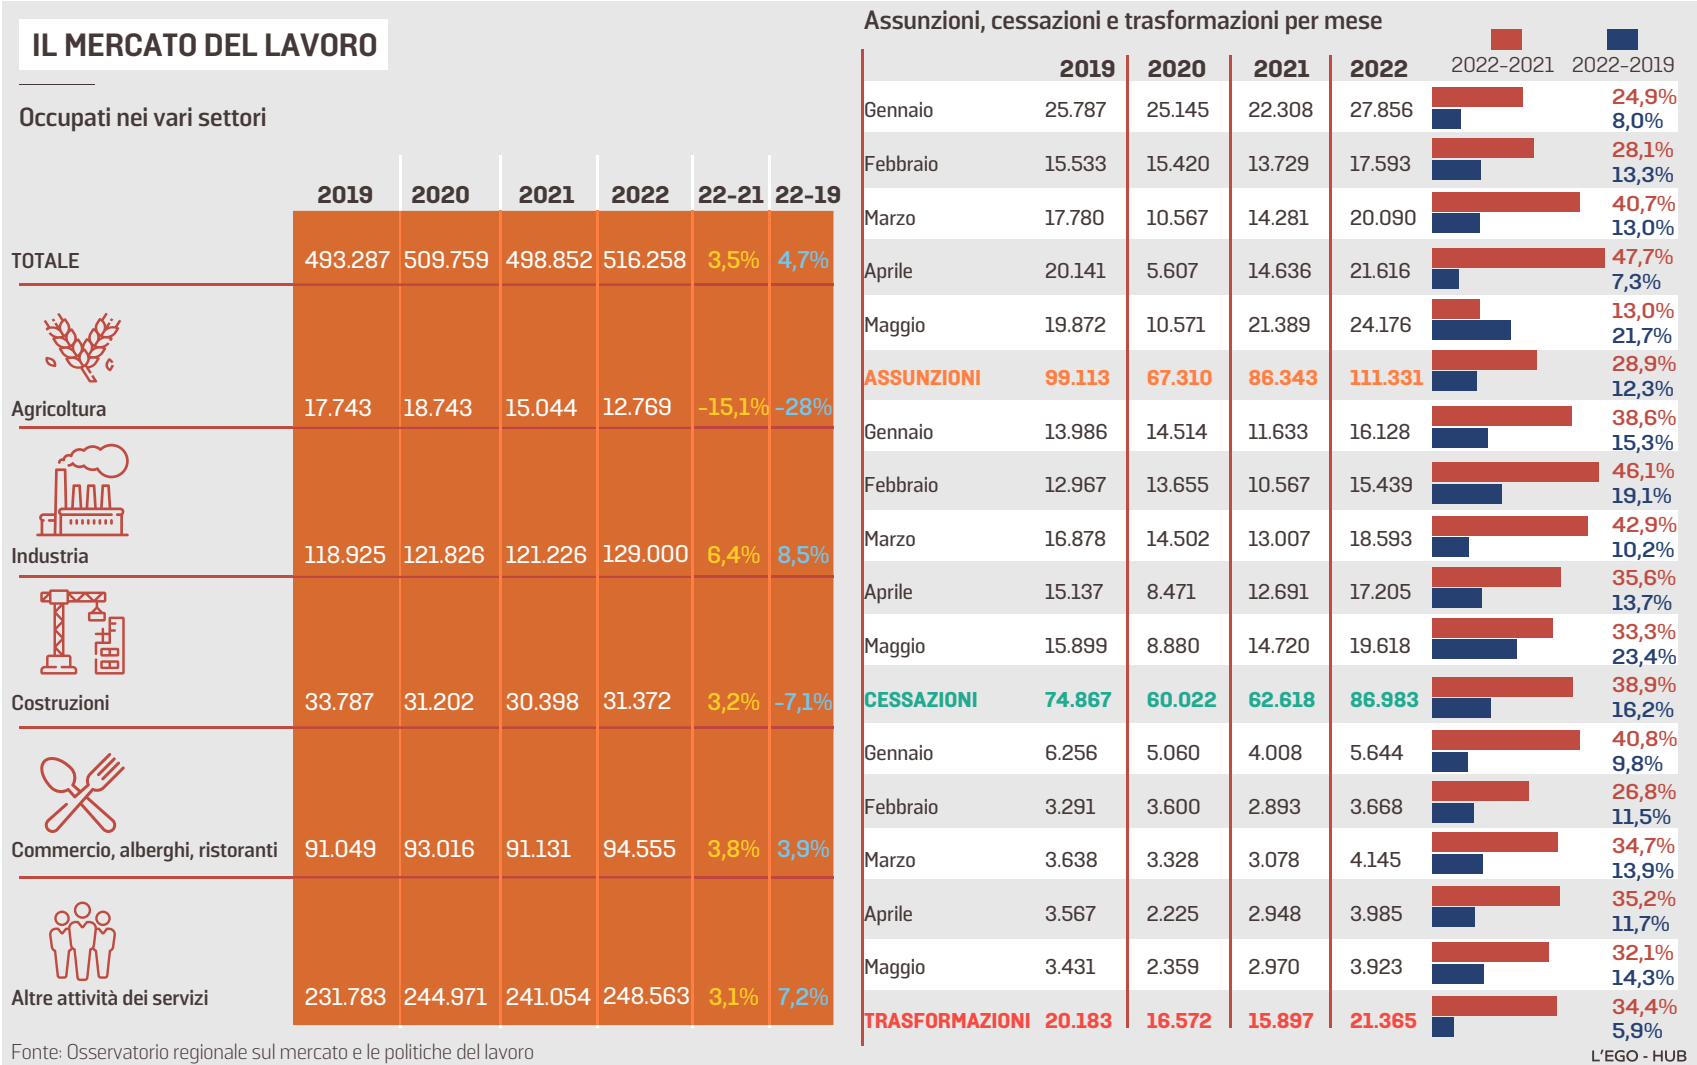 IL MERCATO DEL LAVORO
Occupati nei vari settori
2019 2020 2021 2022 22-21 22-19
TOTALE 493.287 509.759 498.852 516.258 3,5% 4,7%
Agricoltura 17.743 18.743 15.044 12.769 -15,1% -28%
Industria 118.925 121.826 121.226 129.000 6,4% 8,5%
Costruzioni 33.787 31.202 30.398 31.372 3,2% -7,1%
Commercio, alberghi, ristoranti 91.049 93.016 91.131 94.555 3,8% 3,9%
Altre attività dei servizi 231.783 244.971 241.054 248.563 3,1% 7,2%
Fonte: Osservatorio regionale sul mercato e le politiche del lavoro
Assunzioni, cessazioni e trasformazioni per mese
2019 2020 2021 2022 2022-2021 2022-2019
Gennaio 25.787 25.145 22.308 27.856 24,9% 8,0%
Febbraio 15.533 15.420 13.729 17.593 28,1% 13,3%
Marzo 17.780 10.567 14.281 20.090 40,7% 13,0%
Aprile 20.141 5.607 14.636 21.616 47,7% 7,3%
Maggio 19.872 10.571 21.389 24.176 13,0% 21,7%
ASSUNZIONI 99.113 67.310 86.343 111.331 28,9% 12,3%
Gennaio 13.986 14.514 11.633 16.128 38,6% 15,3%
Febbraio 12.967 13.655 10.567 15.439 46,1% 19,1%
Marzo 16.878 14.502 13.007 18.593 42,9% 10,2%
Aprile 15.137 8.471 12.691 17.205 35,6% 13,7%
Maggio 15.899 8.880 14.720 19.618 33,3% 23,4%
CESSAZIONI 74.867 60.022 62.618 86.983 38,9% 16,2%
Gennaio 6.256 5.060 4.008 5.644 40,8% 9,8%
Febbraio 3.291 3.600 2.893 3.668 26,8% 11,5%
Marzo 3.638 3.328 3.078 4.145 34,7% 13,9%
Aprile 3.567 2.225 2.948 3.985 35,2% 11,7%
Maggio 3.431 2.359 2.970 3.923 32,1% 14,3%
TRASFORMAZIONI 20.183 16.572 15.897 21.365 34,4% 5,9%
L'EGO - HUB